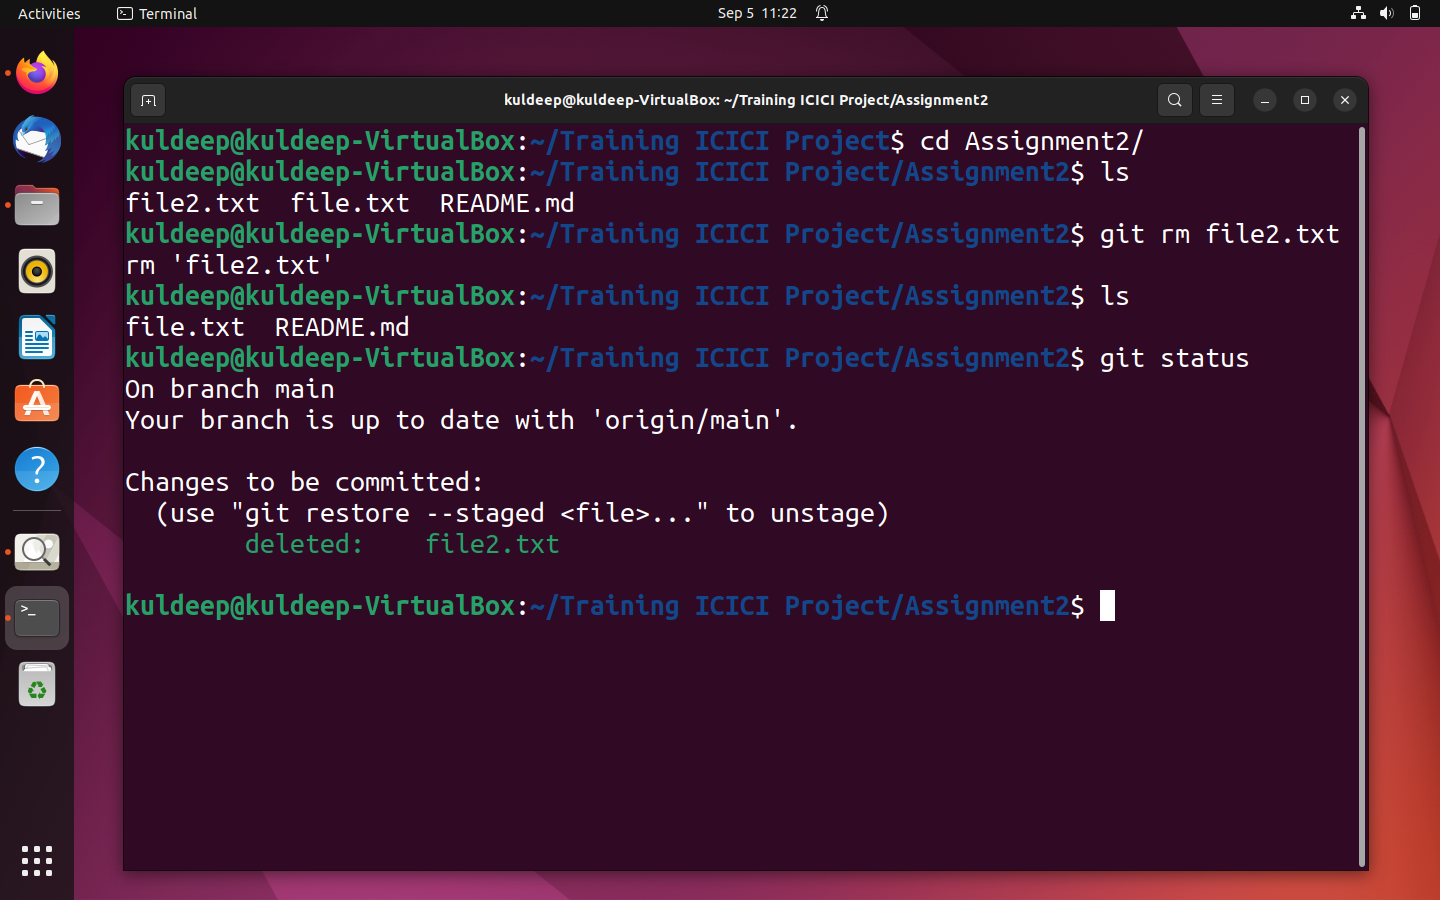 Activities
Terminal
Sep 5 11:22
kuldeep@kuldeep-VirtualBox: ~/Training ICICI Project/Assignment2
kuldeep@kuldeep-VirtualBox:~/Training ICICI Project$ cd Assignment2/
kuldeep@kuldeep-VirtualBox:~/Training ICICI Project/Assignment2$ ls
file2.txt  file.txt  README.md
kuldeep@kuldeep-VirtualBox:~/Training ICICI Project/Assignment2$ git rm file2.txt
rm 'file2.txt'
kuldeep@kuldeep-VirtualBox:~/Training ICICI Project/Assignment2$ ls
file.txt  README.md
kuldeep@kuldeep-VirtualBox:~/Training ICICI Project/Assignment2$ git status
On branch main
Your branch is up to date with 'origin/main'.
Changes to be committed:
  (use "git restore --staged <file>..." to unstage)
        deleted:    file2.txt
kuldeep@kuldeep-VirtualBox:~/Training ICICI Project/Assignment2$